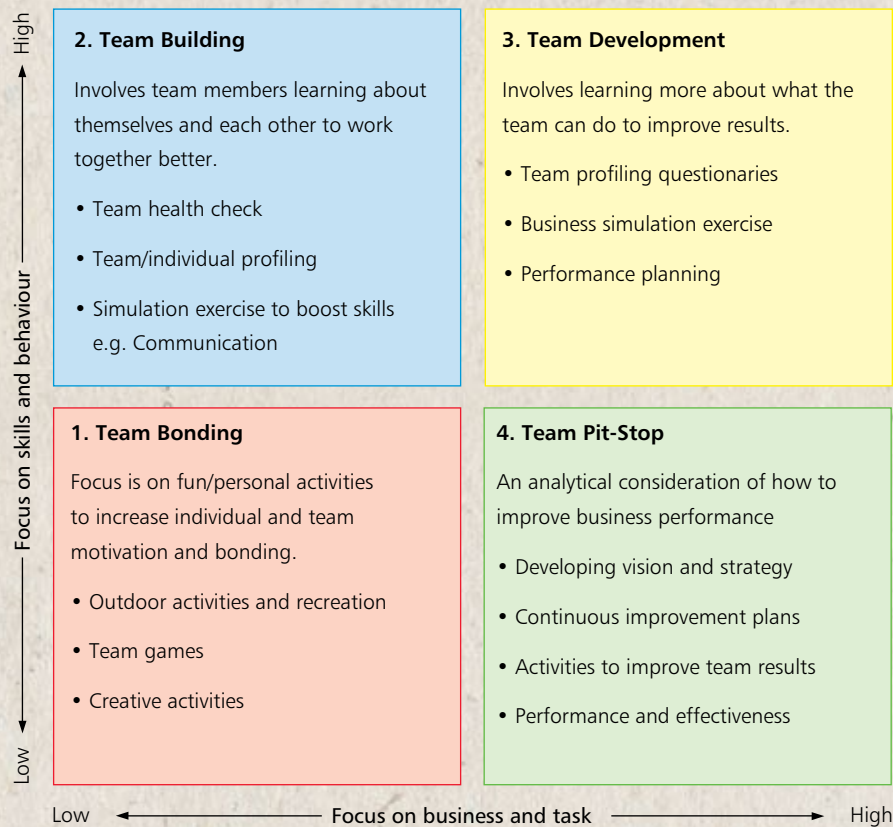 High
Focus on skills and behaviour
Low
2. Team Building
Involves team members learning about
themselves and each other to work
together better.
• Team health check
• Team/individual profiling
• Simulation exercise to boost skills
e.g. Communication
3. Team Development
Involves learning more about what the
team can do to improve results.
• Team profiling questionaries
• Business simulation exercise
• Performance planning
1. Team Bonding
Focus is on fun/personal activities
to increase individual and team
motivation and bonding.
• Outdoor activities and recreation
• Team games
• Creative activities
4. Team Pit-Stop
An analytical consideration of how to
improve business performance
• Developing vision and strategy
• Continuous improvement plans
• Activities to improve team results
• Performance and effectiveness
Low
Focus on business and task
High